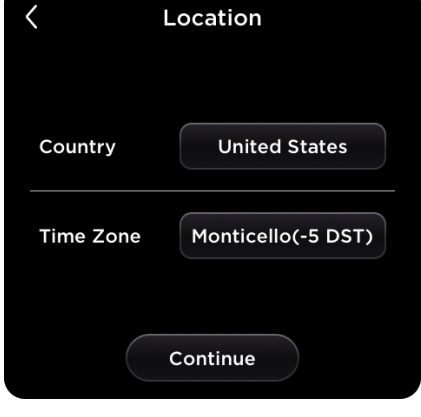 Location
Country
United States
Time Zone
Monticello(-5 DST)
Continue